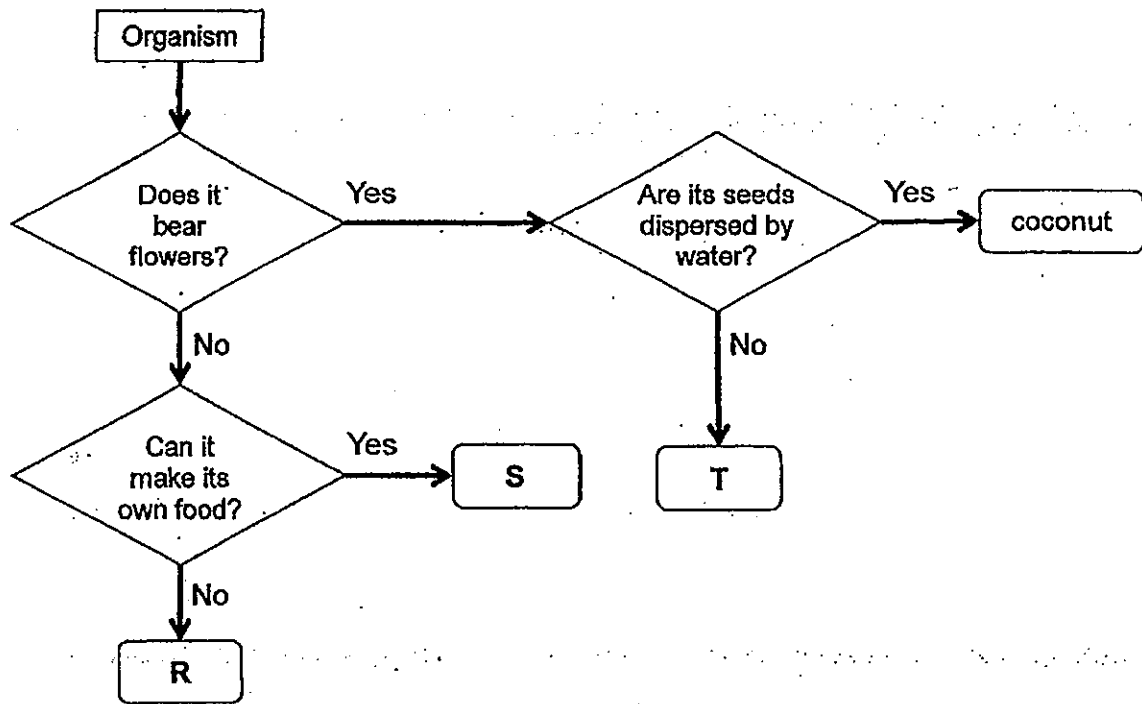 Organism
Does it
bear
flowers?
Yes
Are its seeds
dispersed by
water?
Yes
coconut
No
No
Can it
make its
own food?
Yes
S
T
No
R